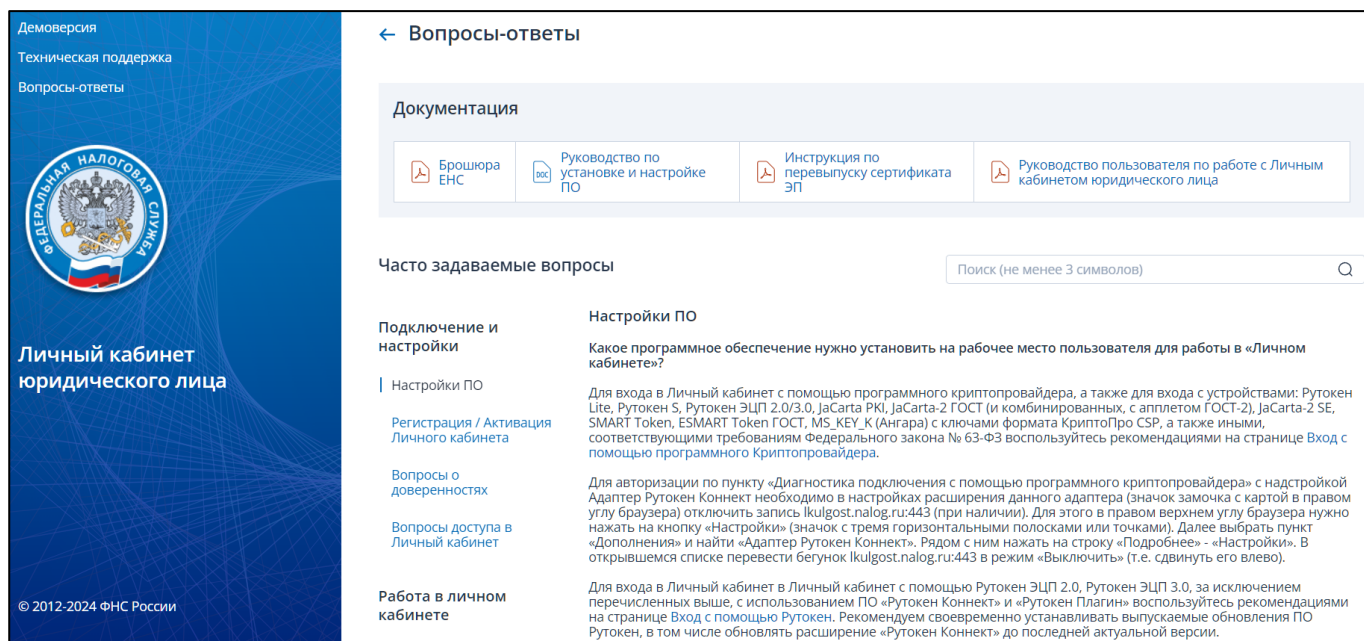 Демоверсия
Техническая поддержка
Вопросы-ответы
ФЕДЕРАЛЬНАЯ НАЛОГОВАЯ СЛУЖБА
Личный кабинет
юридического лица
© 2012-2024 ФНС России
← Вопросы-ответы
Документация
Брошюра
ЕНС
DOC
Руководство по
установке и настройке
ПО
Инструкция по
перевыпуску сертификата
ЭП
Руководство пользователя по работе с Личным
кабинетом юридического лица
Часто задаваемые вопросы
Поиск (не менее 3 символов)
Подключение и
настройки
Настройки ПО
Регистрация / Активация
Личного кабинета
Вопросы о
доверенностях
Вопросы доступа в
Личный кабинет
Работа в личном
кабинете
Настройки ПО
Какое программное обеспечение нужно установить на рабочее место пользователя для работы в «Личном
кабинете»?
Для входа в Личный кабинет с помощью программного криптопровайдера, а также для входа с устройствами: Рутокен
Lite, Рутокен S, Рутокен ЭЦП 2.0/3.0, JaCarta PKI, JaCarta-2 ГОСТ (и комбинированных, с апплетом ГОСТ-2), JaCarta-2 SE,
SMART Token, ESMART Token ГОСТ, MS_KEY_K (Ангара) с ключами формата КриптоПро CSP, а также иными,
соответствующими требованиям Федерального закона № 63-ФЗ воспользуйтесь рекомендациями на странице Вход с
помощью программного Криптопровайдера.
Для авторизации по пункту «Диагностика подключения с помощью программного криптопровайдера» с надстройкой
Адаптер Рутокен Коннект необходимо в настройках расширения данного адаптера (значок замочка с картой в правом
углу браузера) отключить запись lkulgost.nalog.ru:443 (при наличии). Для этого в правом верхнем углу браузера нужно
нажать на кнопку «Настройки» (значок с тремя горизонтальными полосками или точками). Далее выбрать пункт
«Дополнения» и найти «Адаптер Рутокен Коннект». Рядом с ним нажать на строку «Подробнее» - «Настройки». В
открывшемся списке перевести бегунок lkulgost.nalog.ru:443 в режим «Выключить» (т.е. сдвинуть его влево).
Для входа в Личный кабинет в Личный кабинет с помощью Рутокен ЭЦП 2.0, Рутокен ЭЦП 3.0, за исключением
перечисленных выше, с использованием ПО «Рутокен Коннект» и «Рутокен Плагин» воспользуйтесь рекомендациями
на странице Вход с помощью Рутокен. Рекомендуем своевременно устанавливать выпускаемые обновления ПО
Рутокен, в том числе обновлять расширение «Рутокен Коннект» до последней актуальной версии.